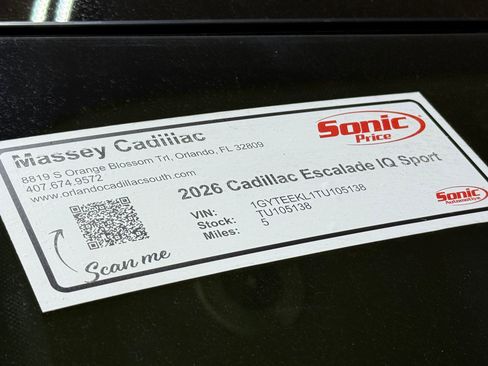 Massey Cadillac
8819 S Orange Blossom Trl, Orlando, FL 32809
407.674.9572
www.orlandocadillacsouth.com
Sonic
Price
2026 Cadillac Escalade IQ Sport
VIN: 1GYTEEKL1TU105138
Stock: TU105138
Miles: 5
Scan me
Sonic
Automotive